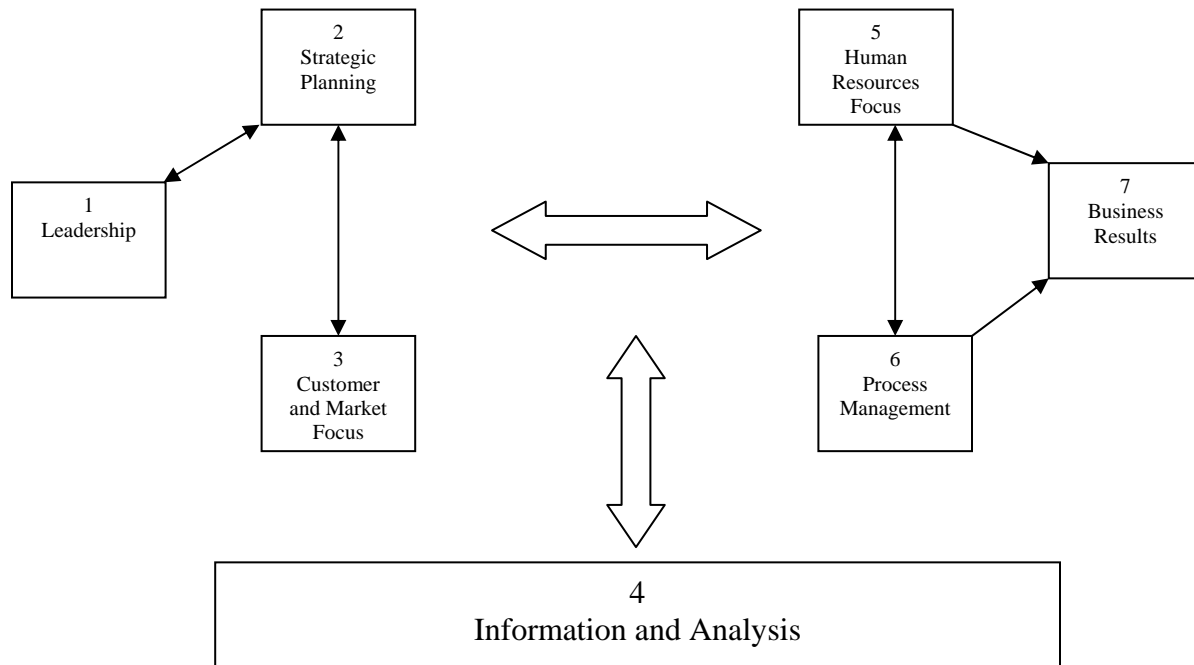 2
Strategic
Planning
5
Human
Resources
Focus
1
Leadership
7
Business
Results
3
Customer
and Market
Focus
6
Process
Management
4
Information and Analysis